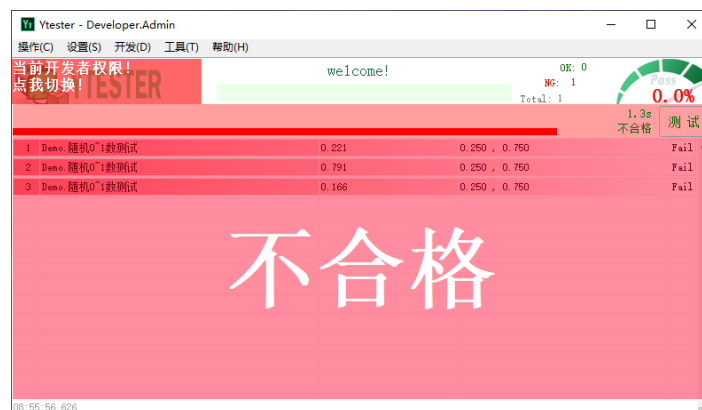 Ytester - Developer.Admin
操作(C) 设置(S) 开发(D) 工具(T) 帮助(H)
当前开发者权限!
点我切换!
YTESTER
welcome!
OK: 0
NG: 1
Total: 1
Pass
0.0%
1.3s
不合格
测 试
1 Demo.随机0~1数测试 0.221 0.250 , 0.750 Fail
2 Demo.随机0~1数测试 0.791 0.250 , 0.750 Fail
3 Demo.随机0~1数测试 0.166 0.250 , 0.750 Fail
不合格
08:55:56.626